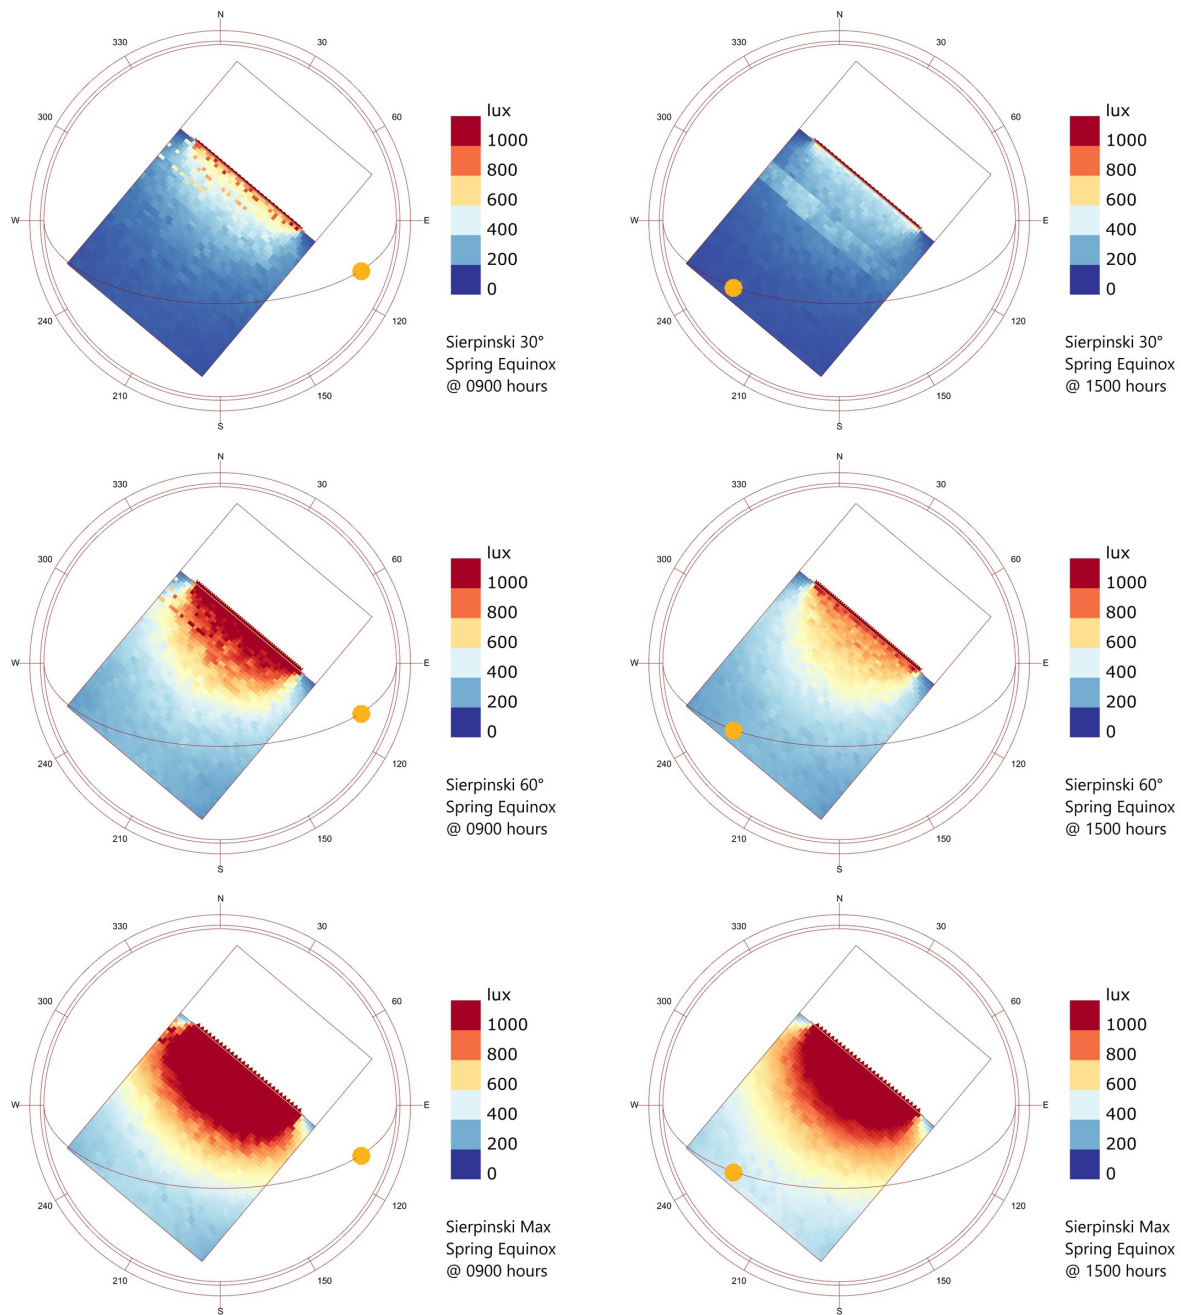 N
330
30
300
60
W
E
240
120
210
150
S
lux
1000
800
600
400
200
0
Sierpinski 30°
Spring Equinox
@ 0900 hours
N
330
30
300
60
W
E
240
120
210
150
S
lux
1000
800
600
400
200
0
Sierpinski 30°
Spring Equinox
@ 1500 hours
N
330
30
300
60
W
E
240
120
210
150
S
lux
1000
800
600
400
200
0
Sierpinski 60°
Spring Equinox
@ 0900 hours
N
330
30
300
60
W
E
240
120
210
150
S
lux
1000
800
600
400
200
0
Sierpinski 60°
Spring Equinox
@ 1500 hours
N
330
30
300
60
W
E
240
120
210
150
S
lux
1000
800
600
400
200
0
Sierpinski Max
Spring Equinox
@ 0900 hours
N
330
30
300
60
W
E
240
120
210
150
S
lux
1000
800
600
400
200
0
Sierpinski Max
Spring Equinox
@ 1500 hours